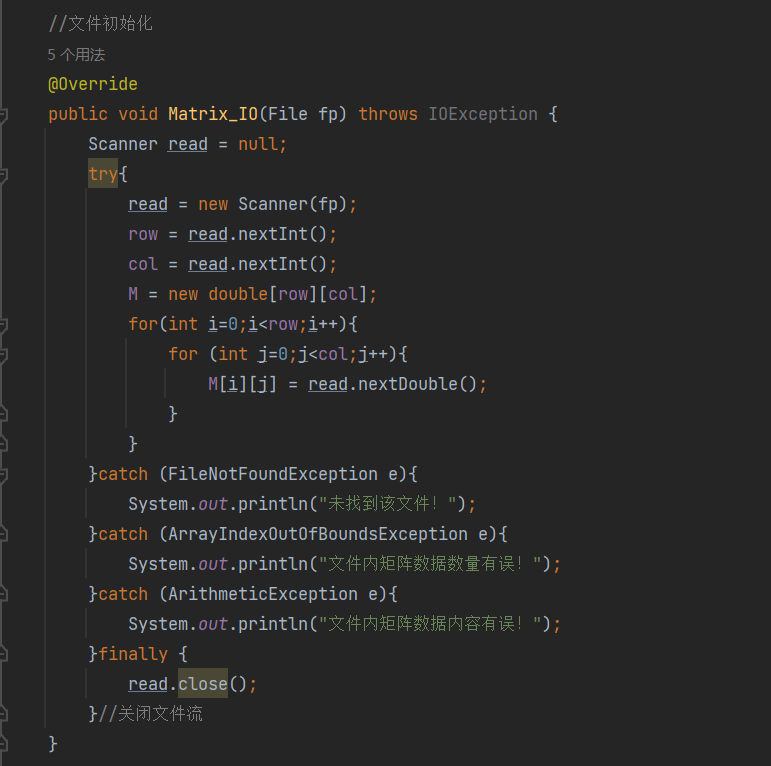 //文件初始化
5 个用法
@Override
public void Matrix_IO(File fp) throws IOException {
Scanner read = null;
try{
read = new Scanner(fp);
row = read.nextInt();
col = read.nextInt();
M = new double[row][col];
for(int i=0;i<row;i++){
for (int j=0;j<col;j++){
M[i][j] = read.nextDouble();
}
}
}catch (FileNotFoundException e){
System.out.println("未找到该文件！");
}catch (ArrayIndexOutOfBoundsException e){
System.out.println("文件内矩阵数据数量有误！");
}catch (ArithmeticException e){
System.out.println("文件内矩阵数据内容有误！");
}finally {
read.close();
}//关闭文件流
}